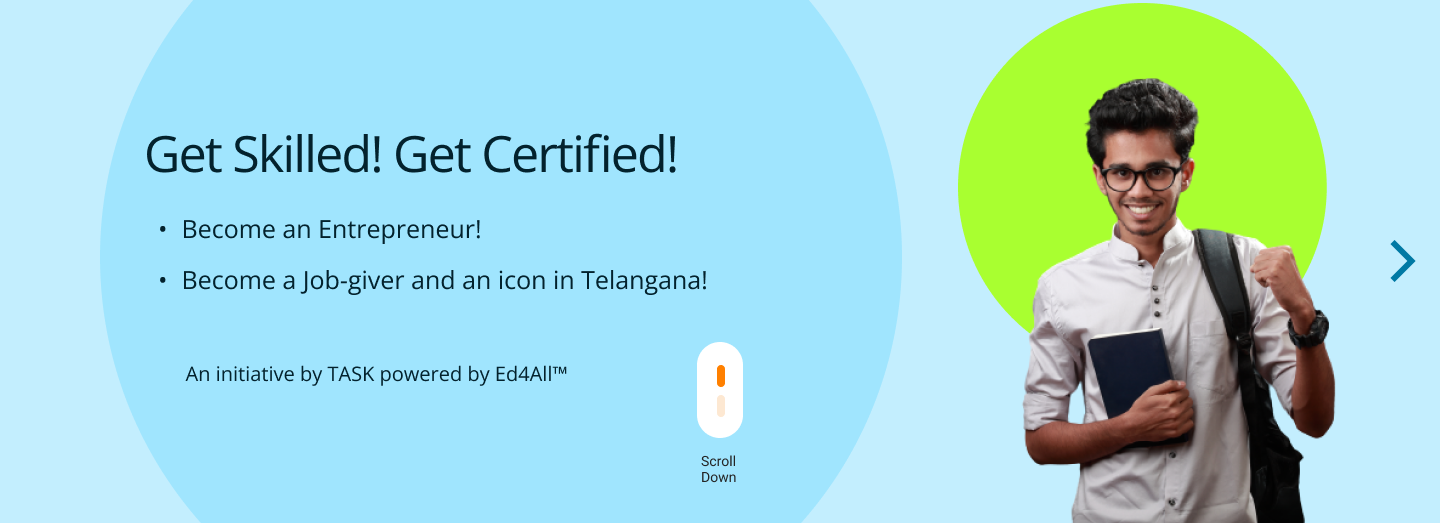 Get Skilled! Get Certified!
• Become an Entrepreneur!
• Become a Job-giver and an icon in Telangana!
An initiative by TASK powered by Ed4All™
Scroll
Down